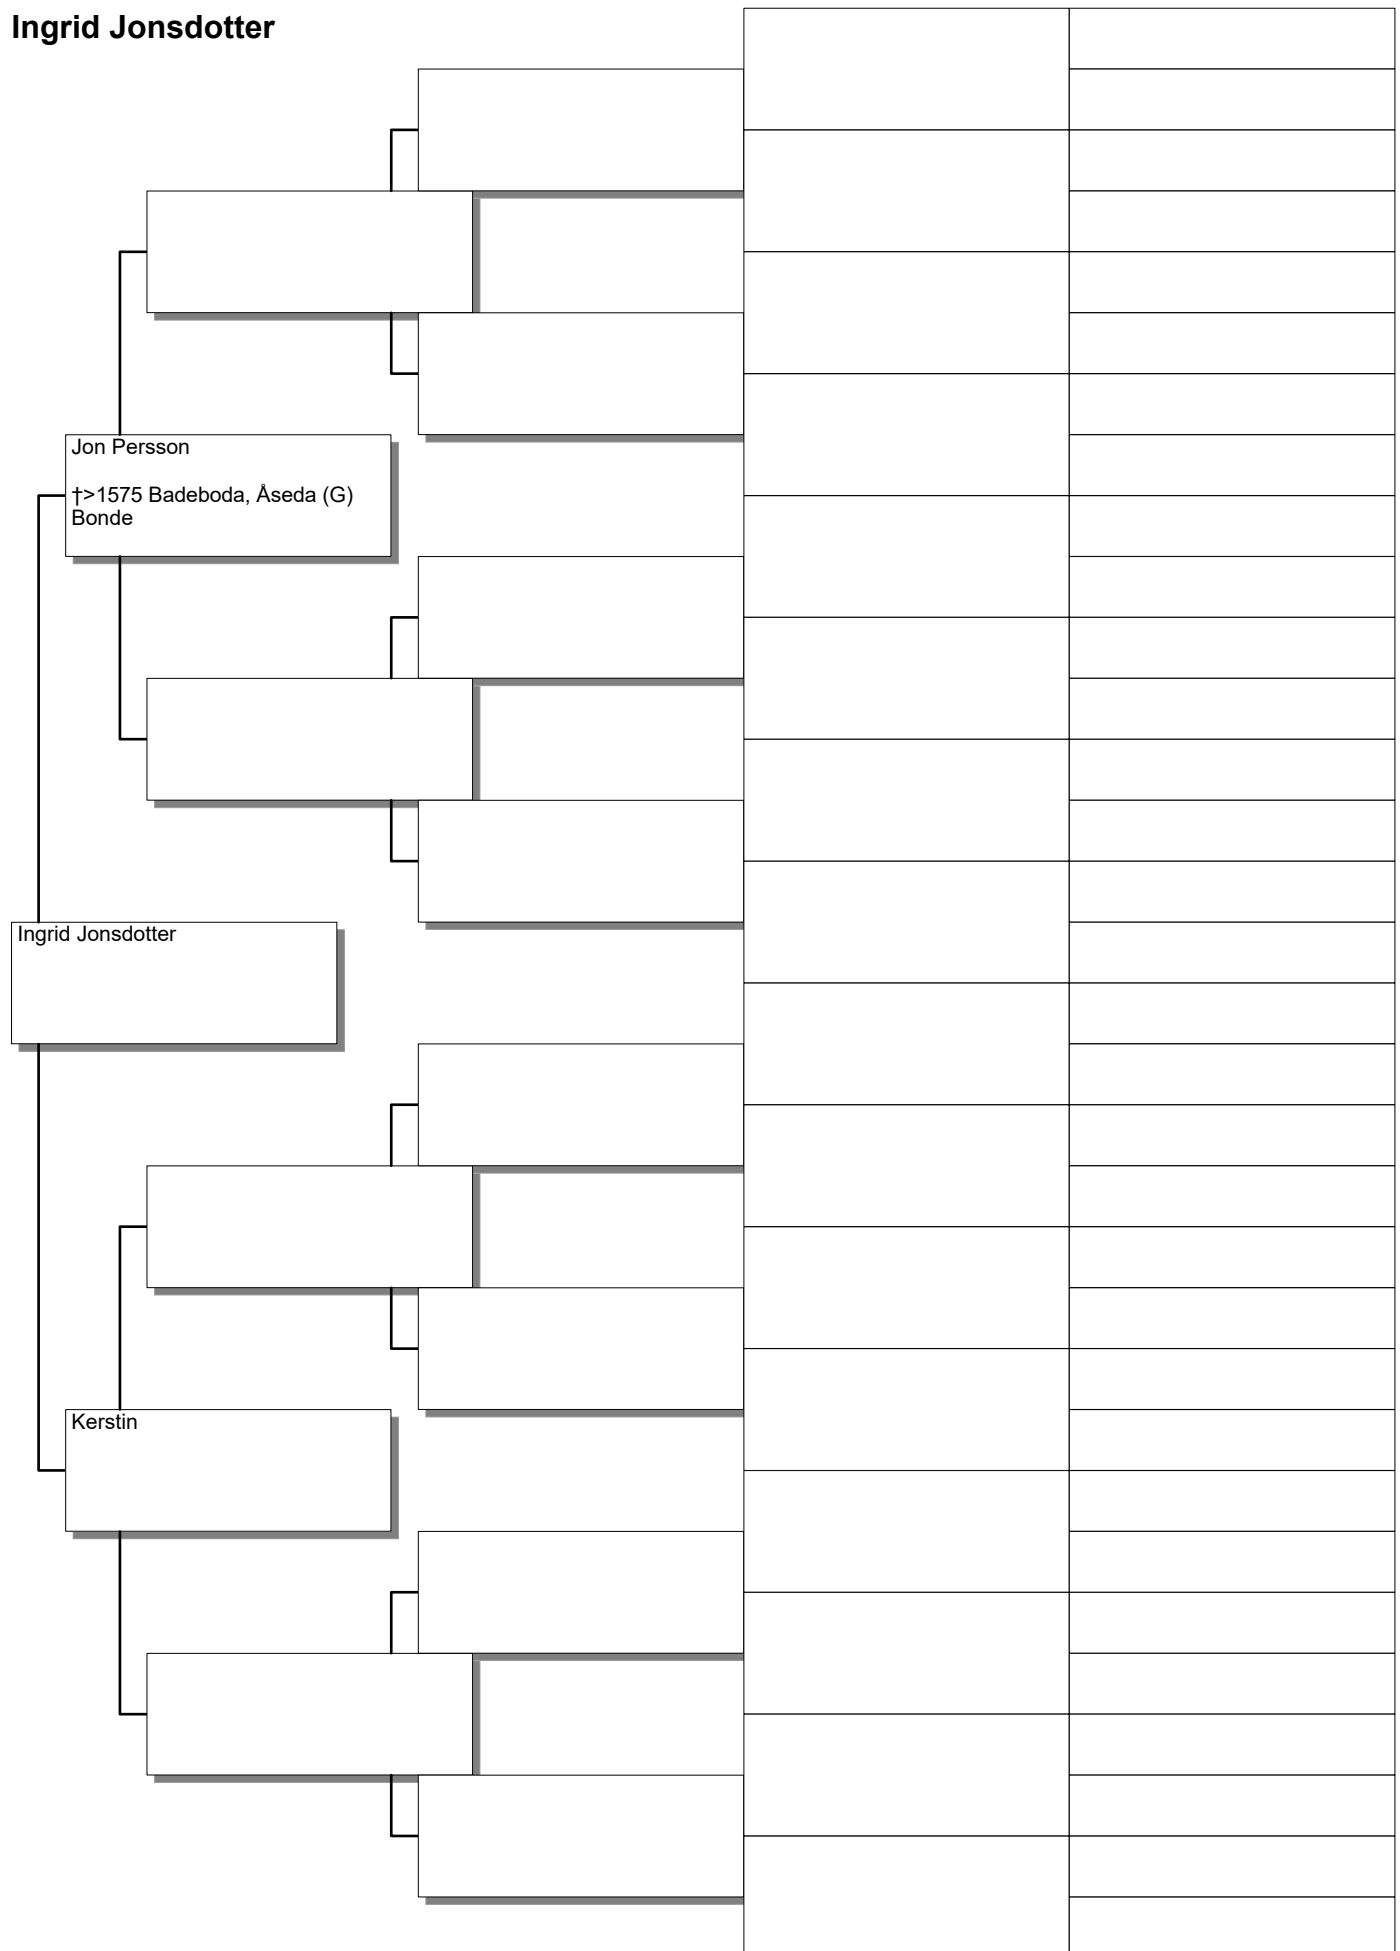 Ingrid Jonsdotter
Jon Persson
†>1575 Badeboda, Åseda (G)
Bonde
Ingrid Jonsdotter
Kerstin